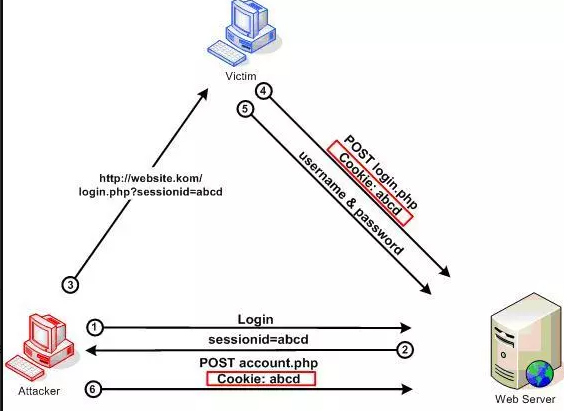 Victim
4
5
POST login.php
Cookie: abcd
username & password
http://website.kom/
login.php?sessionid=abcd
3
1
Login
sessionid=abcd
2
POST account.php
6
Cookie: abcd
Attacker
Web Server